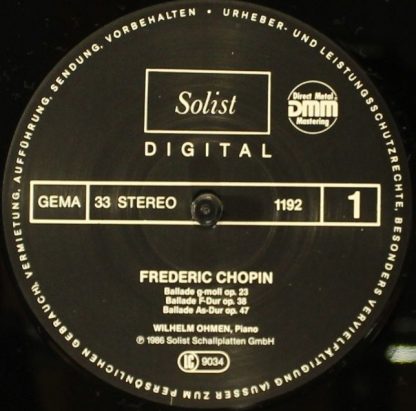 URHEBER- UND LEISTUNGSSCHUTZRECHTE, BESONDERES VERVIELFÄLTIGUNG (AUSSER ZUM PERSÖNLICHEN GEBRAUCH), VERMIETUNG, AUFFÜHRUNG, SENDUNG, VORBEHALTEN •
Solist
Direct Metal
DMM
Mastering
DIGITAL
GEMA 33 STEREO 1192 1
FREDERIC CHOPIN
Ballade g-moll op. 23
Ballade F-Dur op. 38
Ballade As-Dur op. 47
WILHELM OHMEN, Piano
℗ 1986 Solist Schallplatten GmbH
LC 9034